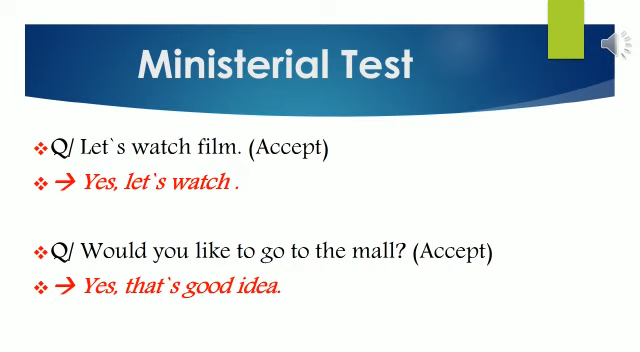 Ministerial Test
Q/ Let`s watch film. (Accept)
→ Yes, let`s watch .
Q/ Would you like to go to the mall? (Accept)
→ Yes, that`s good idea.